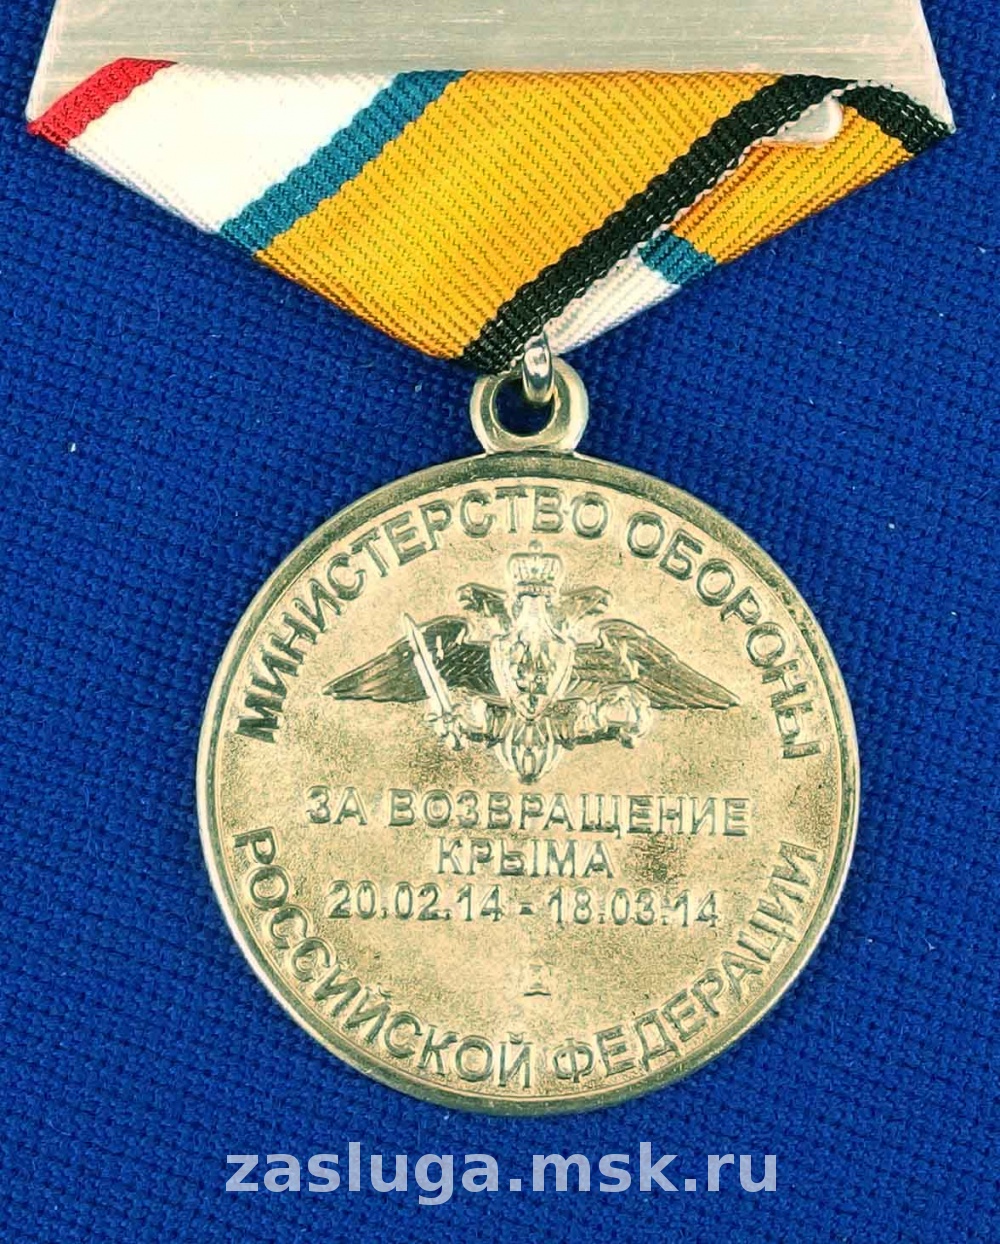 МИНИСТЕРСТВО ОБОРОНЫ
ЗА ВОЗВРАЩЕНИЕ
КРЫМА
20.02.14 - 18.03.14
РОССИЙСКОЙ ФЕДЕРАЦИИ
zasluga.msk.ru